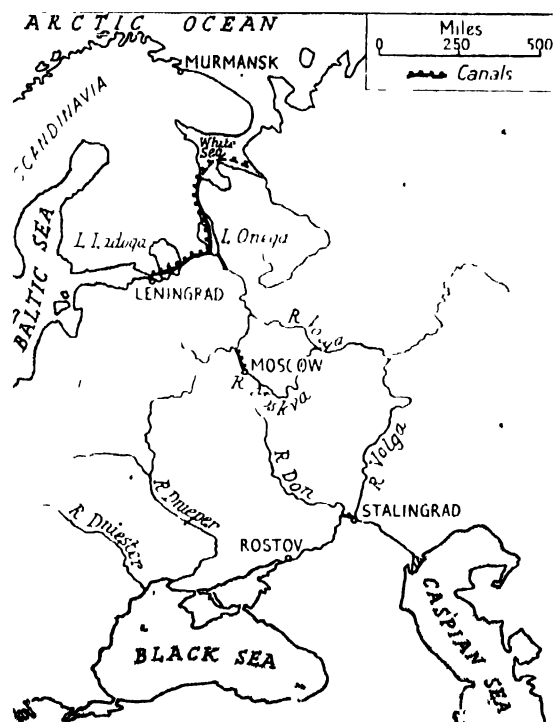 ARCTIC OCEAN
Miles
0 250 500
Canals
MURMANSK
SCANDINAVIA
White
Sea
L. Onega
BALTIC SEA
LENINGRAD
R
MOSCOW
R
R Volga
R Don
R Dnieper
R Dniester
STALINGRAD
ROSTOV
CASPIAN SEA
BLACK SEA